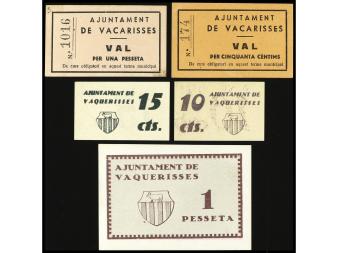 AJUNTAMENT
DE VACARISSES
VAL
PER UNA PESSETA
De curs obligatori en aquest terme municipal
N.º 1016
AJUNTAMENT
DE VACARISSES
VAL
PER CINQUANTA CÈNTIMS
De curs obligatori en aquest terme municipal
N.º 174
AJUNTAMENT DE
VAQUERISSES
15
cts.
AJUNTAMENT DE
VAQUERISSES
10
cts.
AJUNTAMENT DE
VAQUERISSES
1
PESSETA